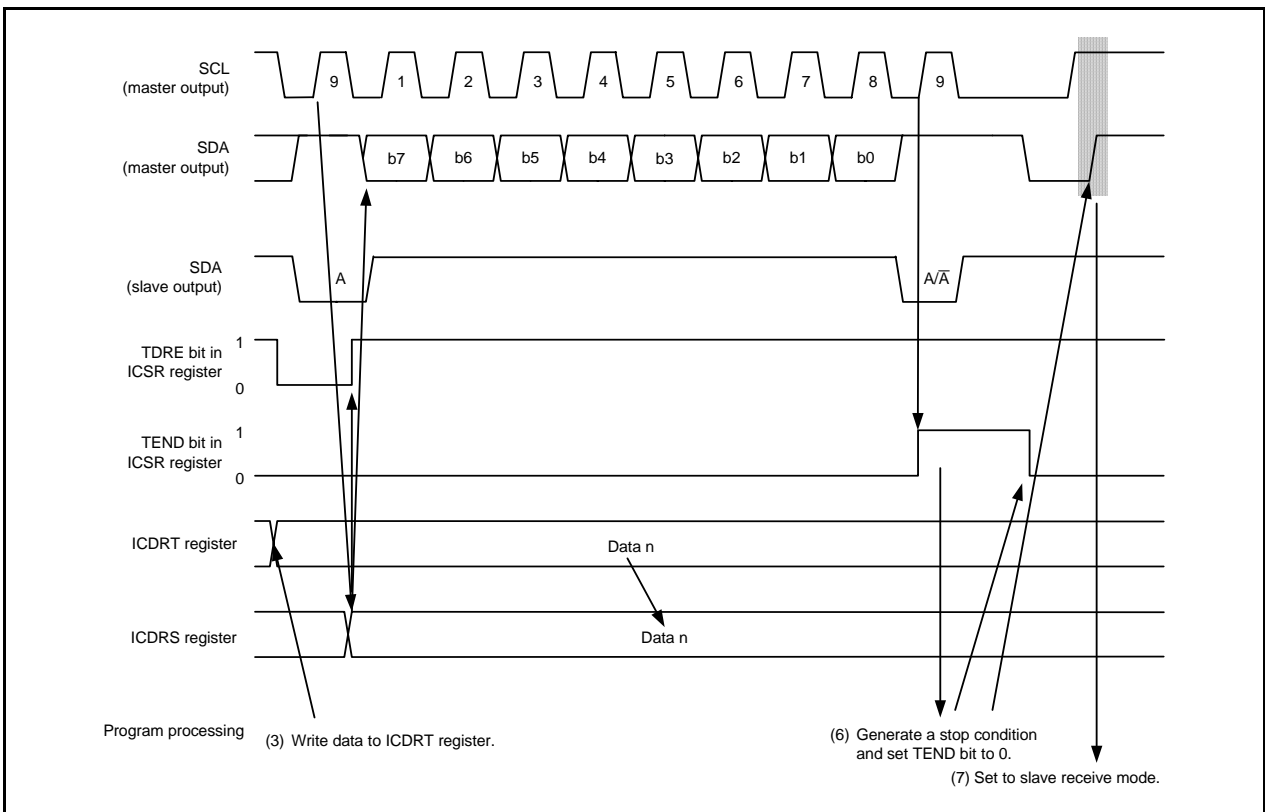 SCL
(master output)
9 1 2 3 4 5 6 7 8 9
SDA
(master output)
b7 b6 b5 b4 b3 b2 b1 b0
SDA
(slave output)
A A/A̅
TDRE bit in
ICSR register
1
0
TEND bit in
ICSR register
1
0
ICDRT register
Data n
ICDRS register
Data n
Program processing
(3) Write data to ICDRT register.
(6) Generate a stop condition
and set TEND bit to 0.
(7) Set to slave receive mode.